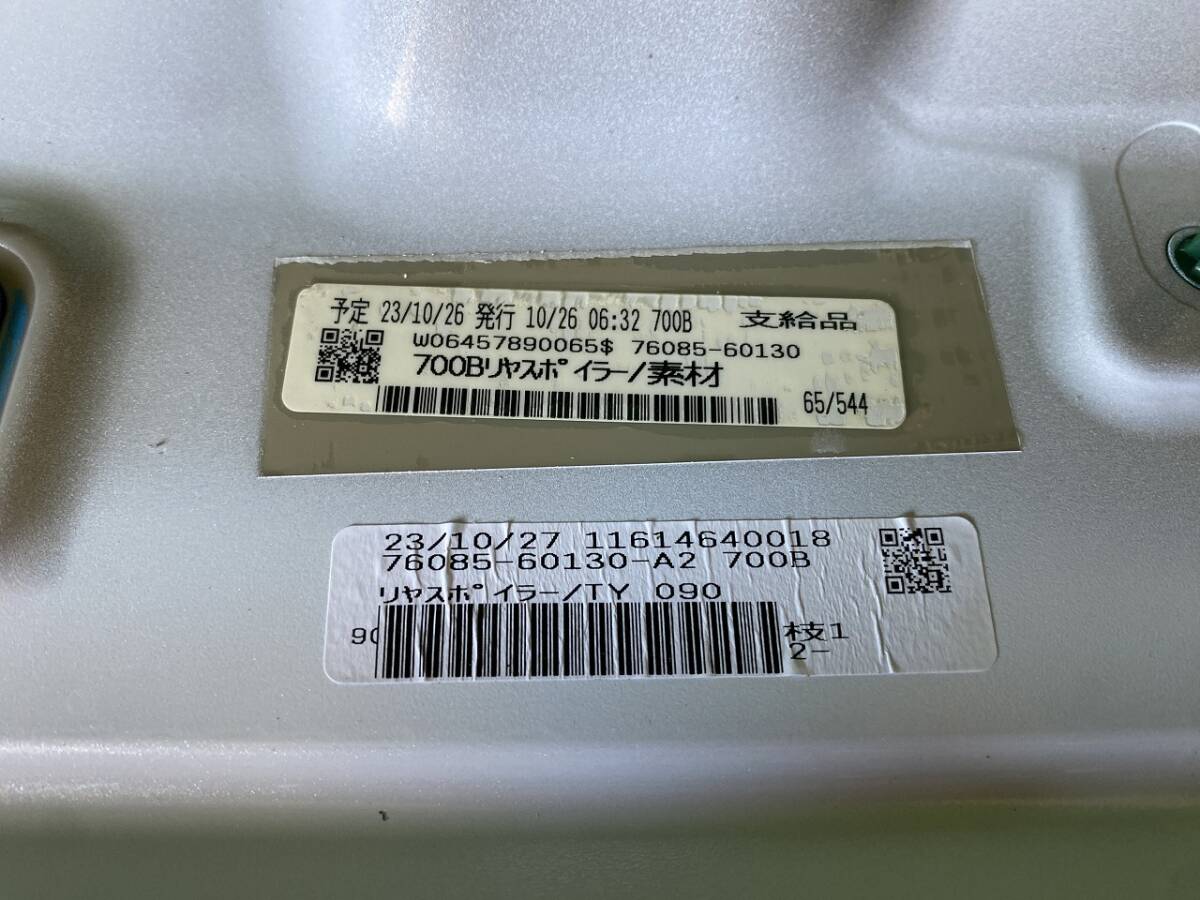 予定 23/10/26 発行 10/26 06:32 700B 支給品
W06457890065$ 76085-60130
700Bリヤスポイラー/素材
65/544
23/10/27 11614640018
76085-60130-A2 700B
リヤスポイラー/TY 090
90
枝1
2-